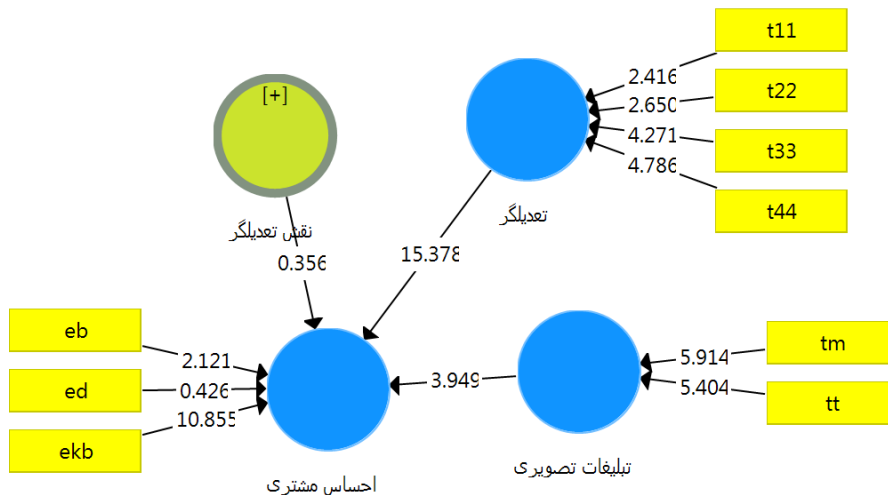 t11
t22
t33
t44
2.416
2.650
4.271
4.786
[+]
نقش تعدیلگر
تعدیلگر
0.356
15.378
eb
ed
ekb
2.121
0.426
10.855
3.949
tm
tt
5.914
5.404
احساس مشتری
تبلیغات تصویری